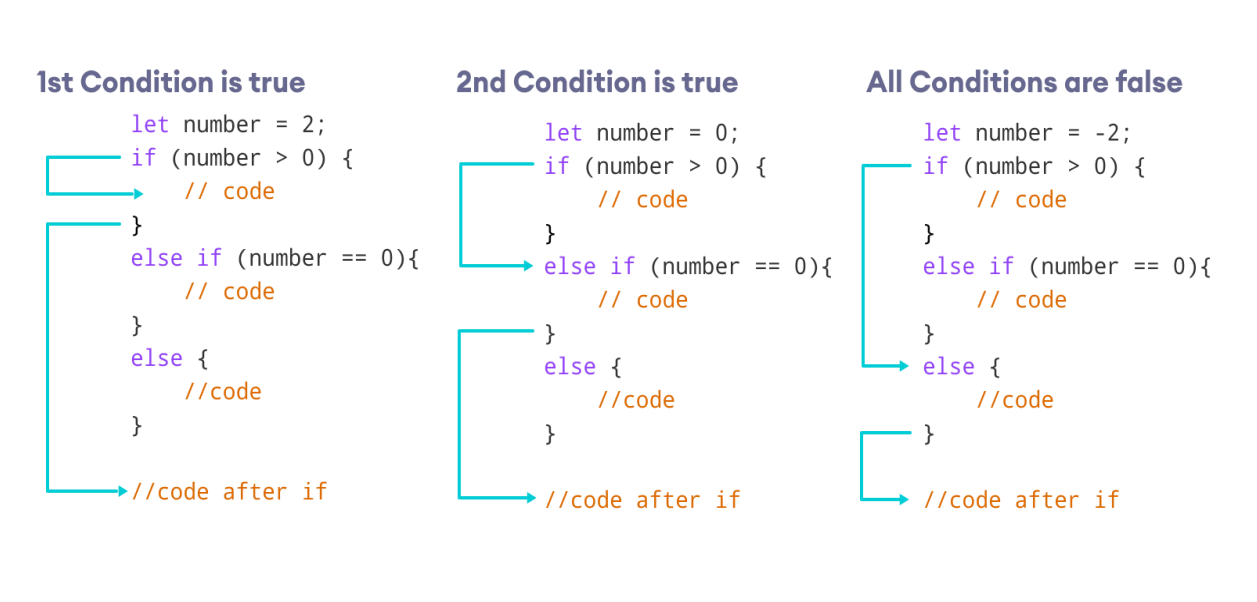 1st Condition is true
let number = 2;
if (number > 0) {
// code
}
else if (number == 0){
// code
}
else {
//code
}
//code after if
2nd Condition is true
let number = 0;
if (number > 0) {
// code
}
else if (number == 0){
// code
}
else {
//code
}
//code after if
All Conditions are false
let number = -2;
if (number > 0) {
// code
}
else if (number == 0){
// code
}
else {
//code
}
//code after if